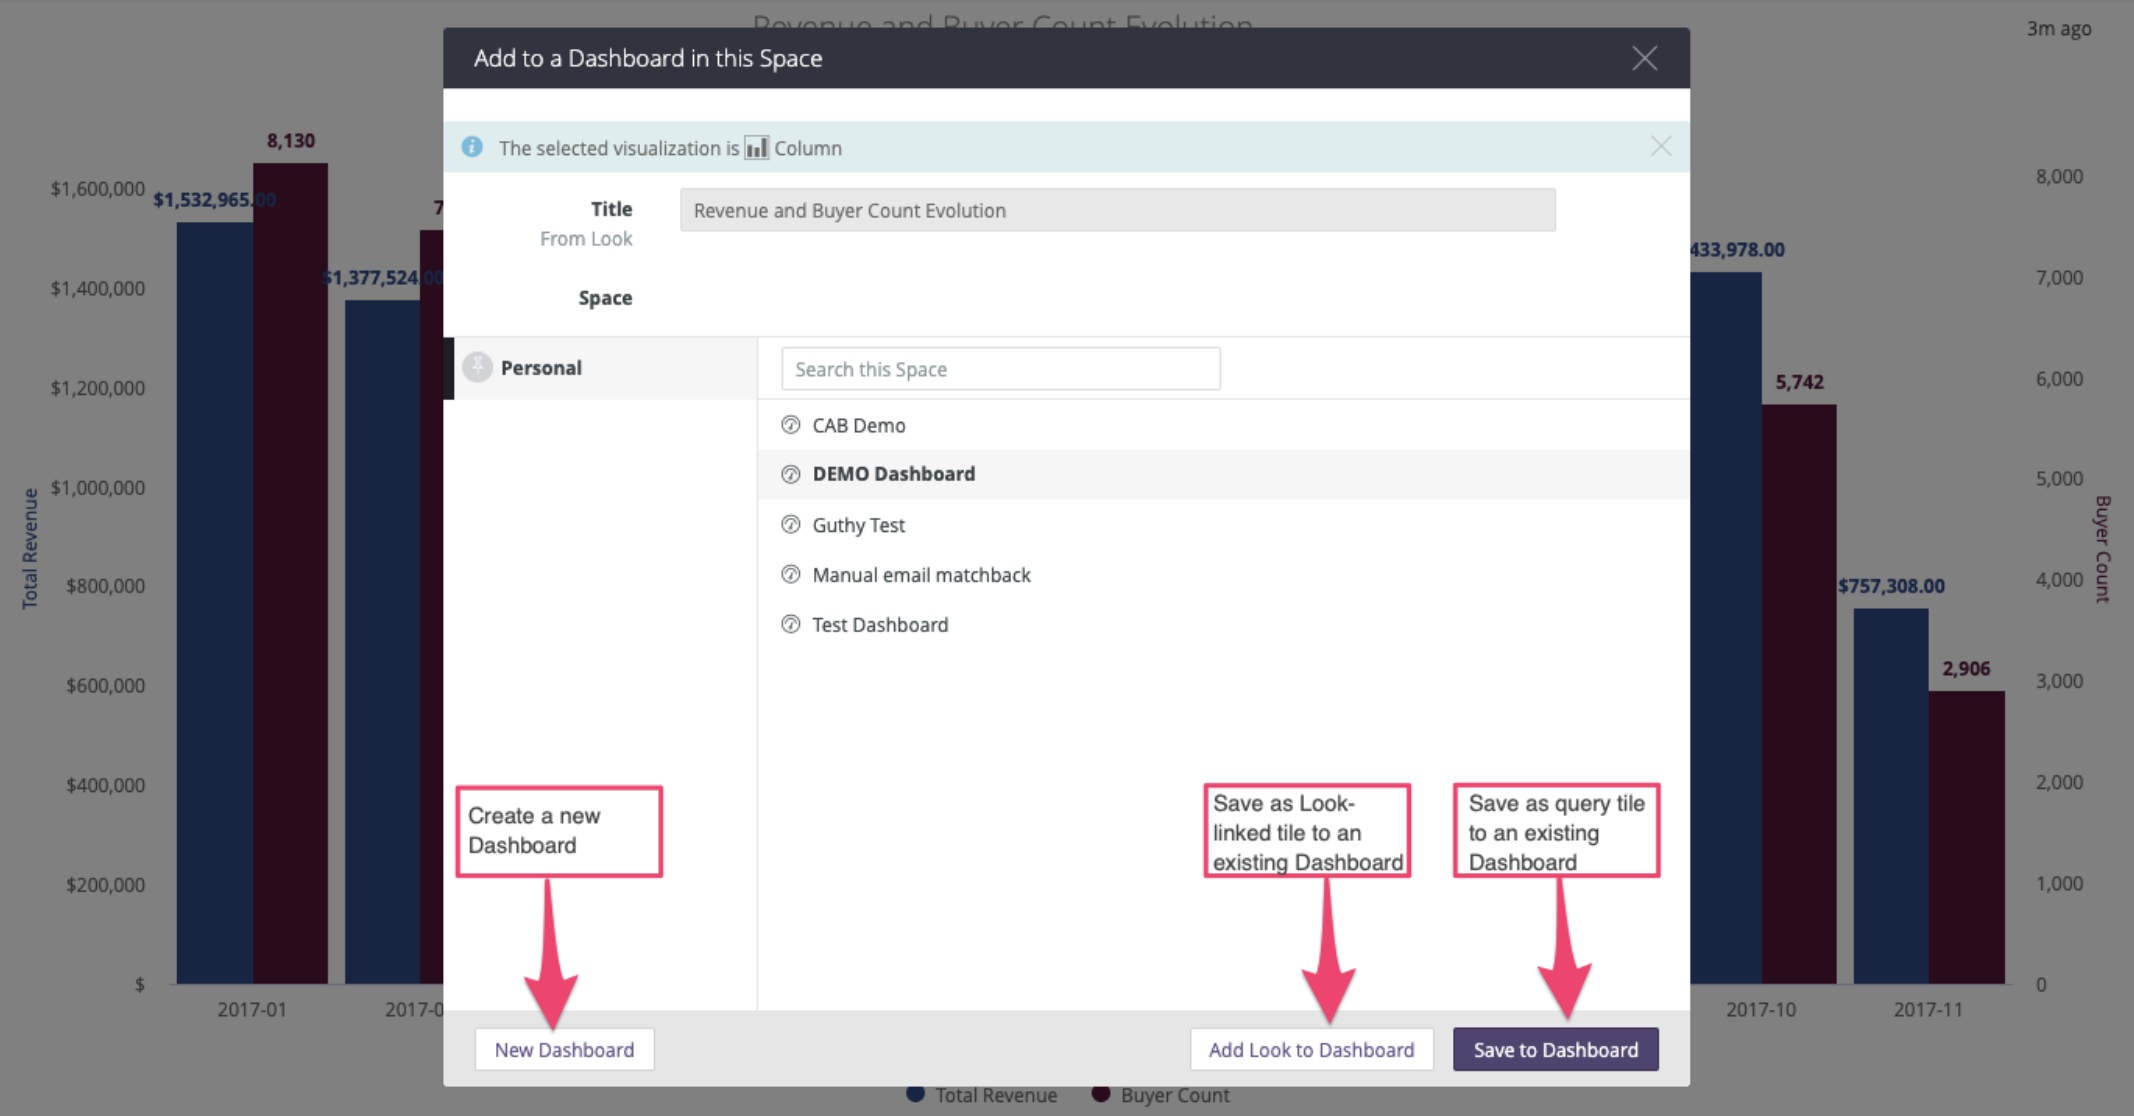 Revenue and Buyer Count Evolution
3m ago
Add to a Dashboard in this Space
The selected visualization is Column
Title
Revenue and Buyer Count Evolution
From Look
Space
Personal
Search this Space
CAB Demo
DEMO Dashboard
Guthy Test
Manual email matchback
Test Dashboard
Create a new
Dashboard
Save as Look-
linked tile to an
existing Dashboard
Save as query tile
to an existing
Dashboard
New Dashboard
Add Look to Dashboard
Save to Dashboard
Total Revenue
$1,600,000
$1,400,000
$1,200,000
$1,000,000
$800,000
$600,000
$400,000
$200,000
$
8,130
$1,532,965.00
7
$1,377,524.00
433,978.00
5,742
$757,308.00
2,906
8,000
7,000
6,000
5,000
4,000
3,000
2,000
1,000
0
Buyer Count
2017-01
2017-0
2017-10
2017-11
Total Revenue
Buyer Count